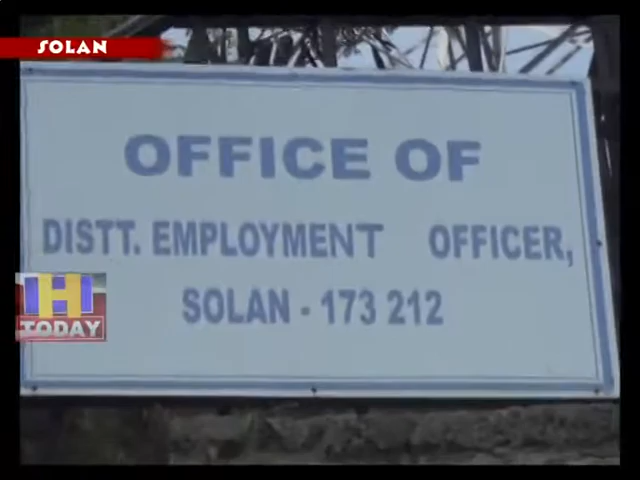 SOLAN
OFFICE OF
DISTT. EMPLOYMENT OFFICER,
SOLAN - 173 212
H
TODAY